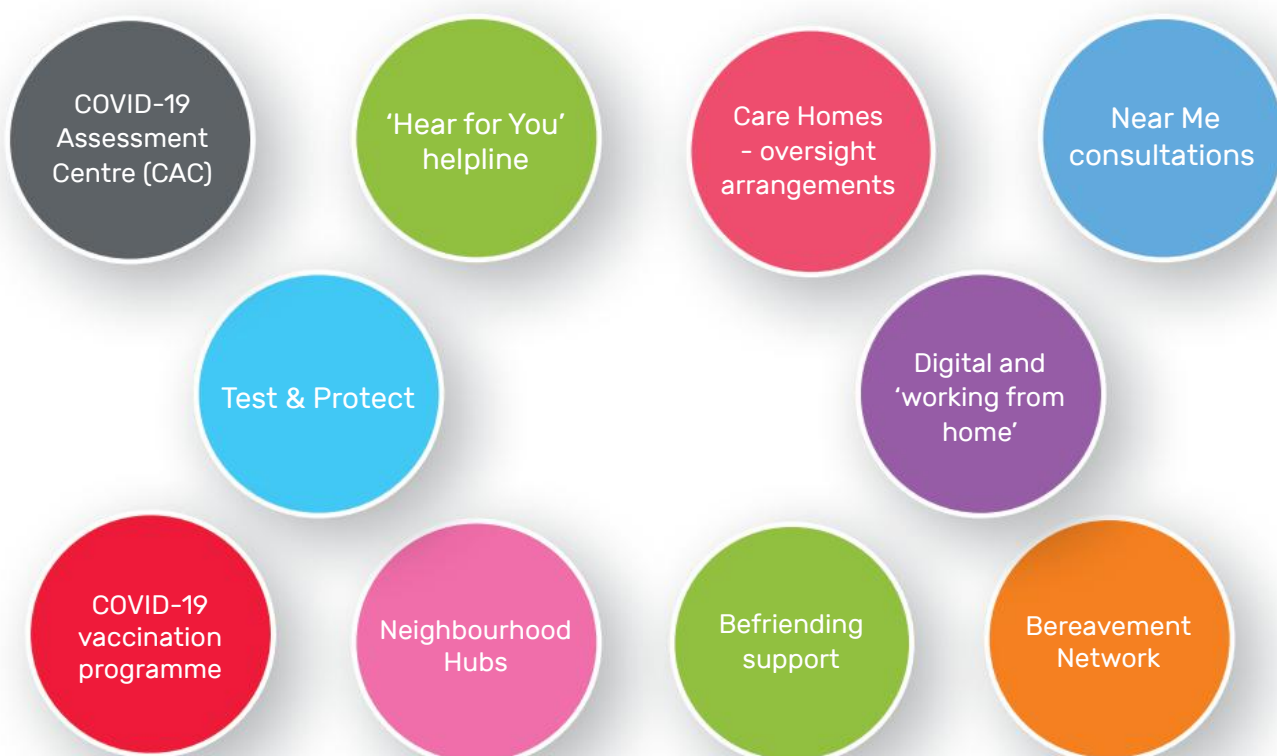 COVID-19
Assessment
Centre (CAC)
‘Hear for You’
helpline
Care Homes
- oversight
arrangements
Near Me
consultations
Test & Protect
Digital and
‘working from
home’
COVID-19
vaccination
programme
Neighbourhood
Hubs
Befriending
support
Bereavement
Network